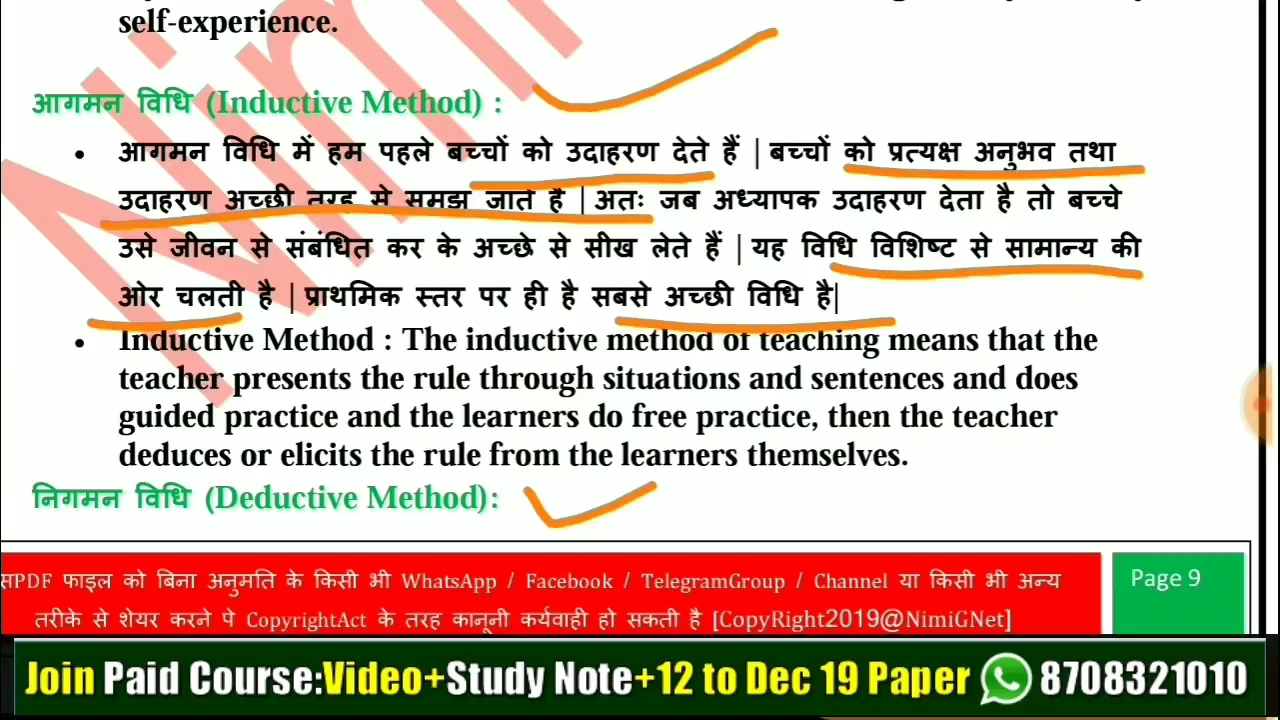 self-experience.
आगमन विधि (Inductive Method) :
• आगमन विधि में हम पहले बच्चों को उदाहरण देते हैं | बच्चों को प्रत्यक्ष अनुभव तथा
उदाहरण अच्छी तरह से समझ जाते है | अतः जब अध्यापक उदाहरण देता है तो बच्चे
उसे जीवन से संबंधित कर के अच्छे से सीख लेते हैं | यह विधि विशिष्ट से सामान्य की
ओर चलती है | प्राथमिक स्तर पर ही है सबसे अच्छी विधि है|
• Inductive Method : The inductive method of teaching means that the
teacher presents the rule through situations and sentences and does
guided practice and the learners do free practice, then the teacher
deduces or elicits the rule from the learners themselves.
निगमन विधि (Deductive Method):
PDF फाइल को बिना अनुमति के किसी भी WhatsApp / Facebook / TelegramGroup / Channel या किसी भी अन्य
तरीके से शेयर करने पे CopyrightAct के तरह कानूनी कर्यवाही हो सकती है [CopyRight2019@NimiGNet]
Page 9
Join Paid Course:Video+Study Note+12 to Dec 19 Paper 8708321010